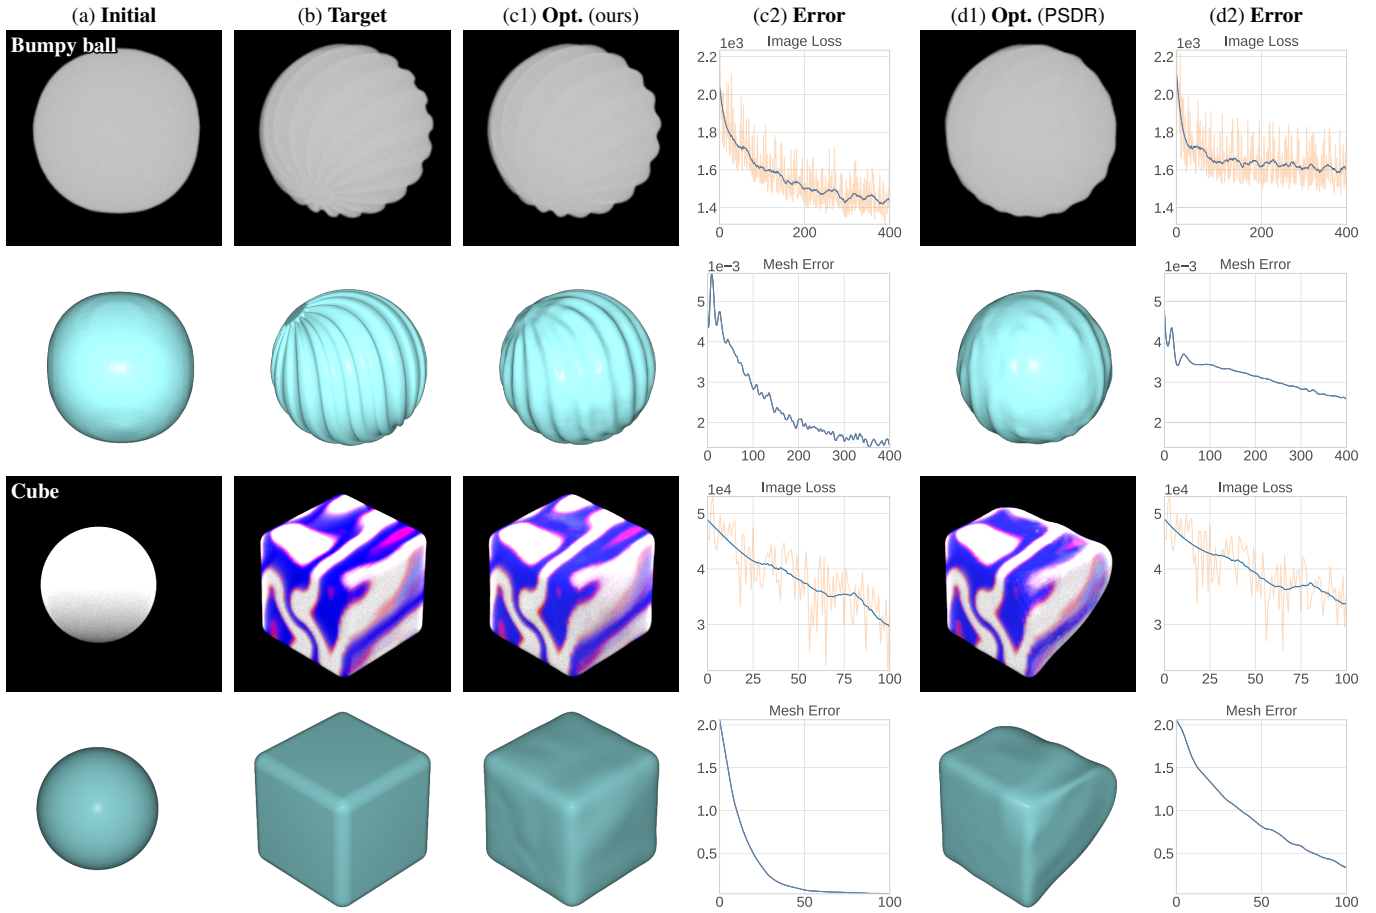 (a) Initial (b) Target (c1) Opt. (ours) (c2) Error (d1) Opt. (PSDR) (d2) Error
Bumpy ball
Image Loss
1e3
2.2
2.0
1.8
1.6
1.4
0 200 400
Image Loss
1e3
2.2
2.0
1.8
1.6
1.4
0 200 400
Mesh Error
1e−3
5
4
3
2
0 100 200 300 400
Mesh Error
1e−3
5
4
3
2
0 100 200 300 400
Cube
Image Loss
1e4
5
4
3
0 25 50 75 100
Image Loss
1e4
5
4
3
0 25 50 75 100
Mesh Error
2.0
1.5
1.0
0.5
0 50 100
Mesh Error
2.0
1.5
1.0
0.5
0 50 100